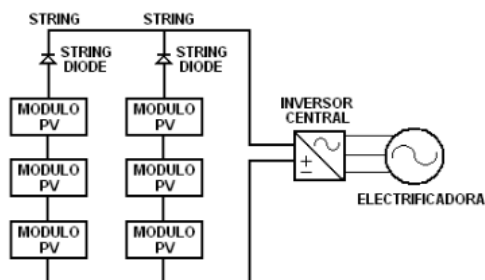 STRING
STRING
STRING
DIODE
STRING
DIODE
MODULO
PV
MODULO
PV
INVERSOR
CENTRAL
MODULO
PV
MODULO
PV
ELECTRIFICADORA
MODULO
PV
MODULO
PV